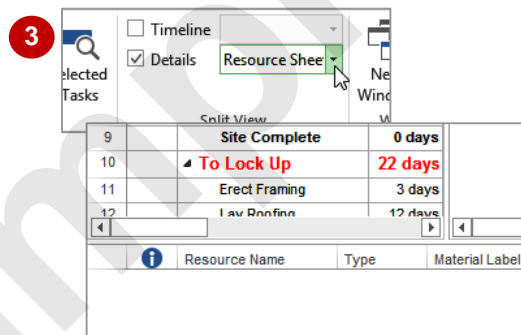 3
Timeline
elected
Tasks
Details
Resource Sheet
Ne
Wind
Split View
W
9 Site Complete 0 days
10 To Lock Up 22 days
11 Erect Framing 3 days
12 Lay Roofing 12 days
Resource Name Type Material Label